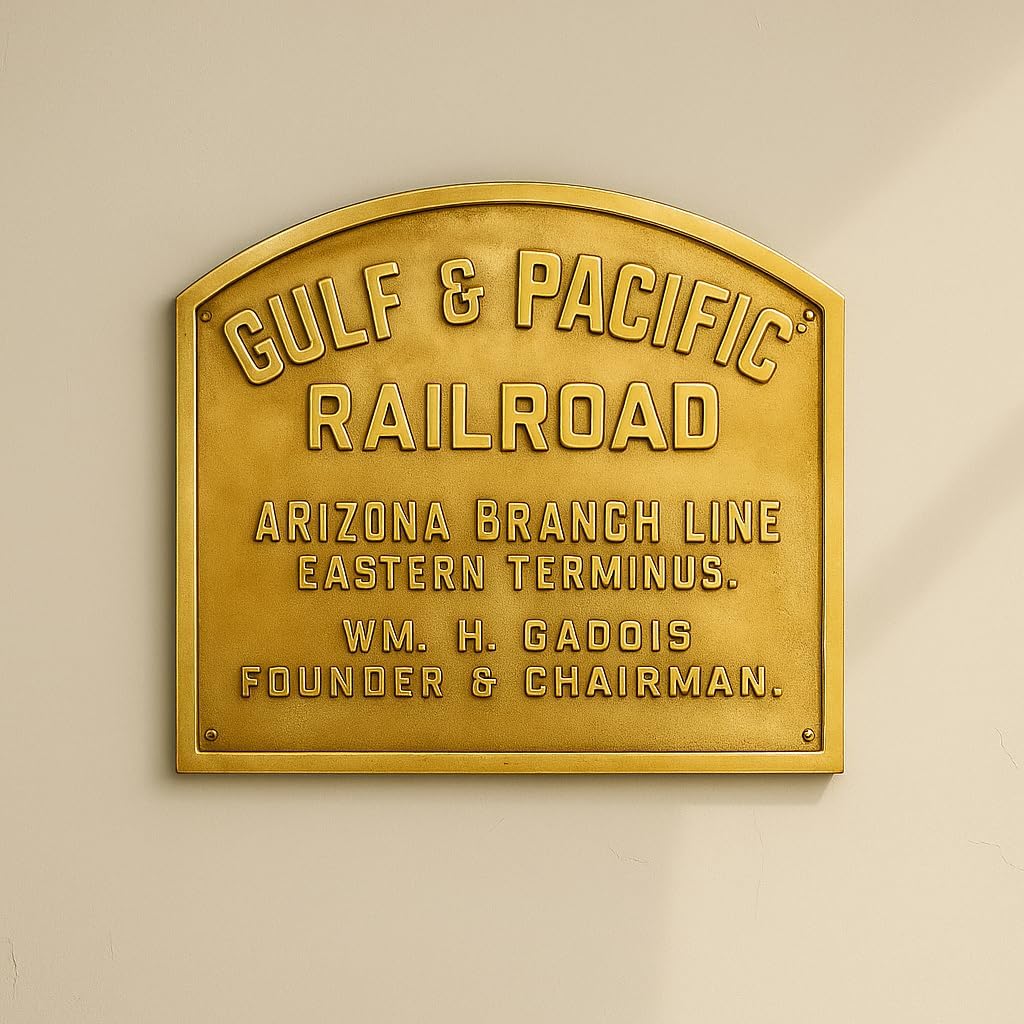 GULF & PACIFIC
RAILROAD
ARIZONA BRANCH LINE
EASTERN TERMINUS.
WM. H. GADOIS
FOUNDER & CHAIRMAN.